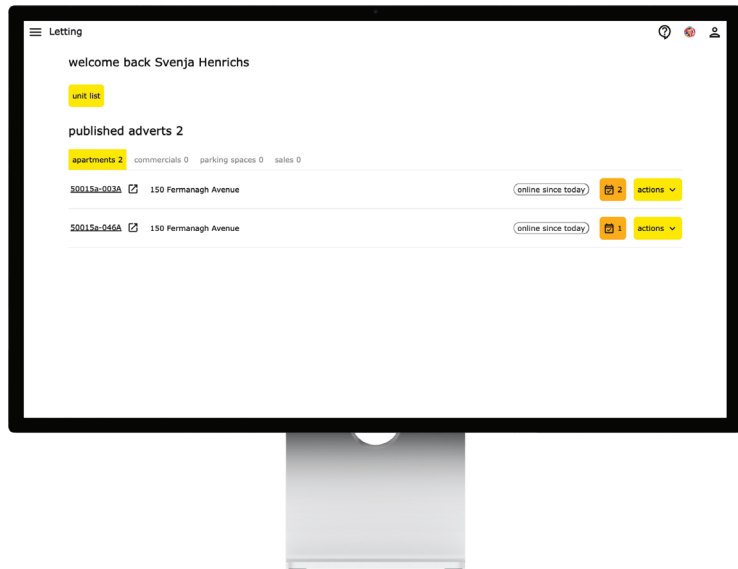 Letting
welcome back Svenja Henrichs
unit list
published adverts 2
apartments 2 commercials 0 parking spaces 0 sales 0
50015a-003A 150 Fermanagh Avenue online since today 2 actions
50015a-046A 150 Fermanagh Avenue online since today 1 actions